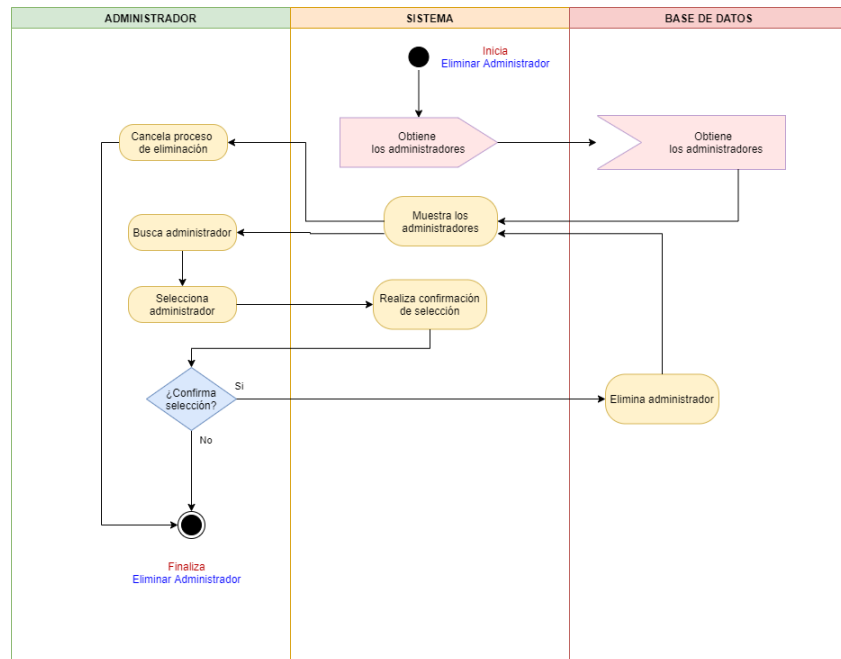 ADMINISTRADOR
SISTEMA
BASE DE DATOS
Inicia
Eliminar Administrador
Obtiene
los administradores
Obtiene
los administradores
Cancela proceso
de eliminación
Muestra los
administradores
Busca administrador
Selecciona
administrador
Realiza confirmación
de selección
¿Confirma
selección?
Si
Elimina administrador
No
Finaliza
Eliminar Administrador